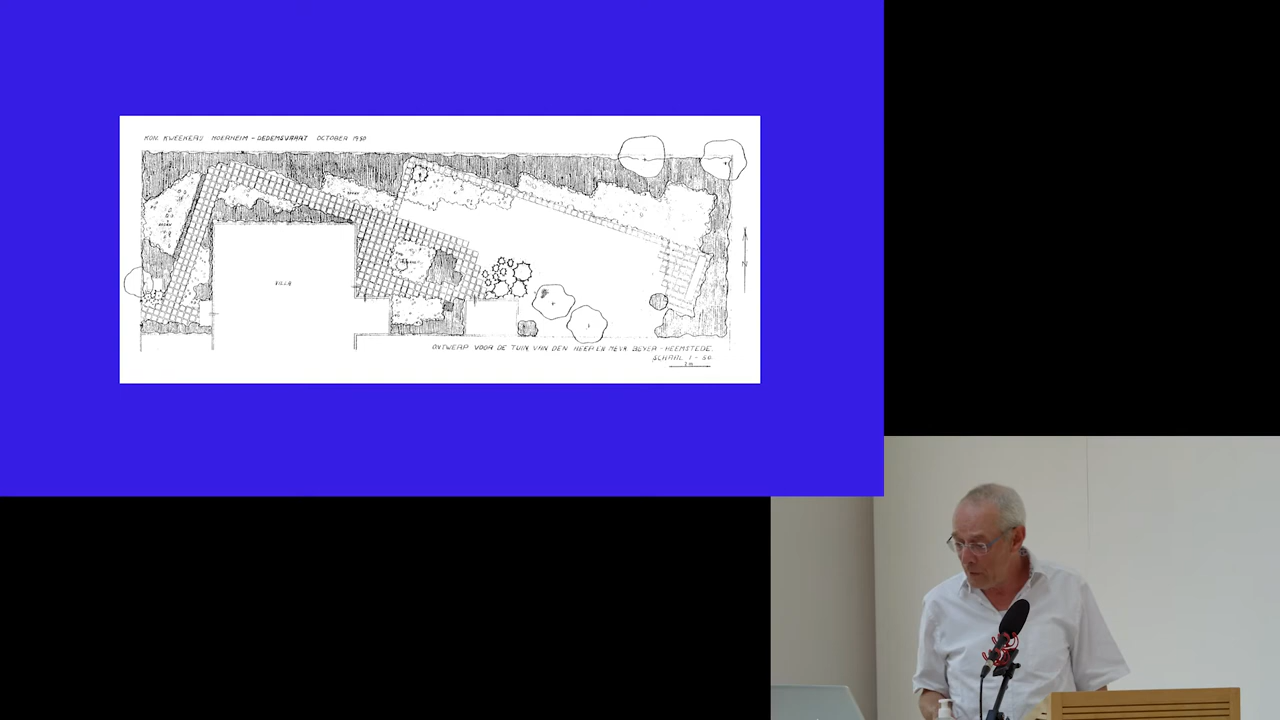 KON. KWEEKERIJ MOERHEIM - DEDEMSVAART OCTOBER 1950
VILLA
N
ONTWERP VOOR DE TUIN VAN DEN HEER EN MEVR. BEYER - HEEMSTEDE.
SCHAAL 1 - 50.
2 M